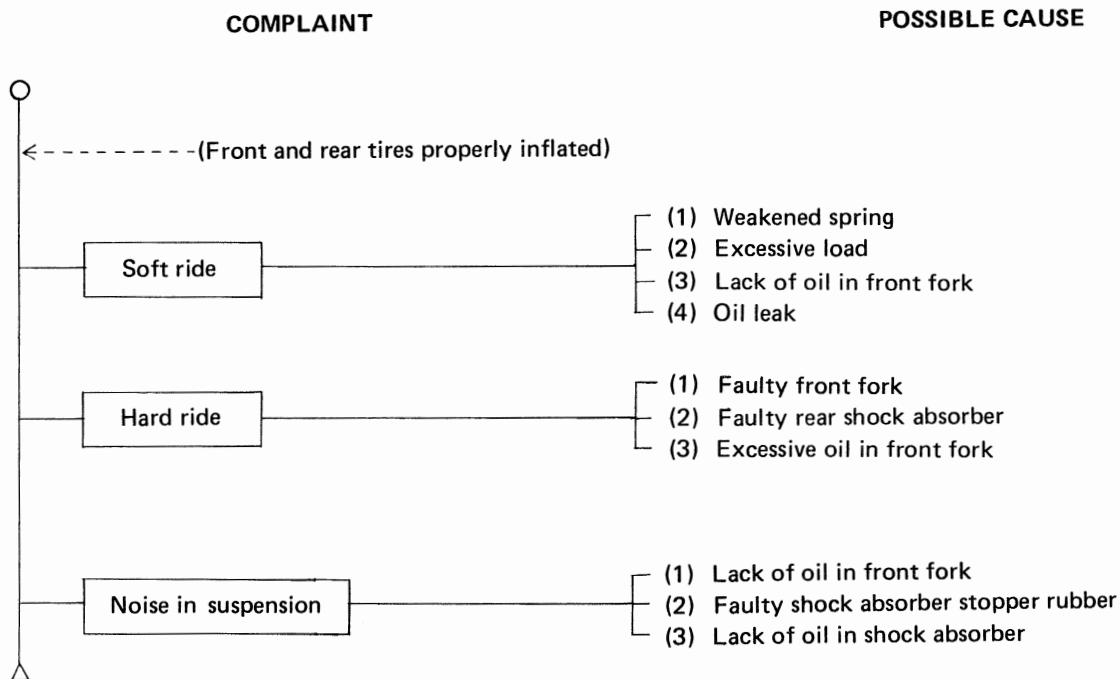 COMPLAINT
POSSIBLE CAUSE
(Front and rear tires properly inflated)
Soft ride
(1) Weakened spring
(2) Excessive load
(3) Lack of oil in front fork
(4) Oil leak
Hard ride
(1) Faulty front fork
(2) Faulty rear shock absorber
(3) Excessive oil in front fork
Noise in suspension
(1) Lack of oil in front fork
(2) Faulty shock absorber stopper rubber
(3) Lack of oil in shock absorber